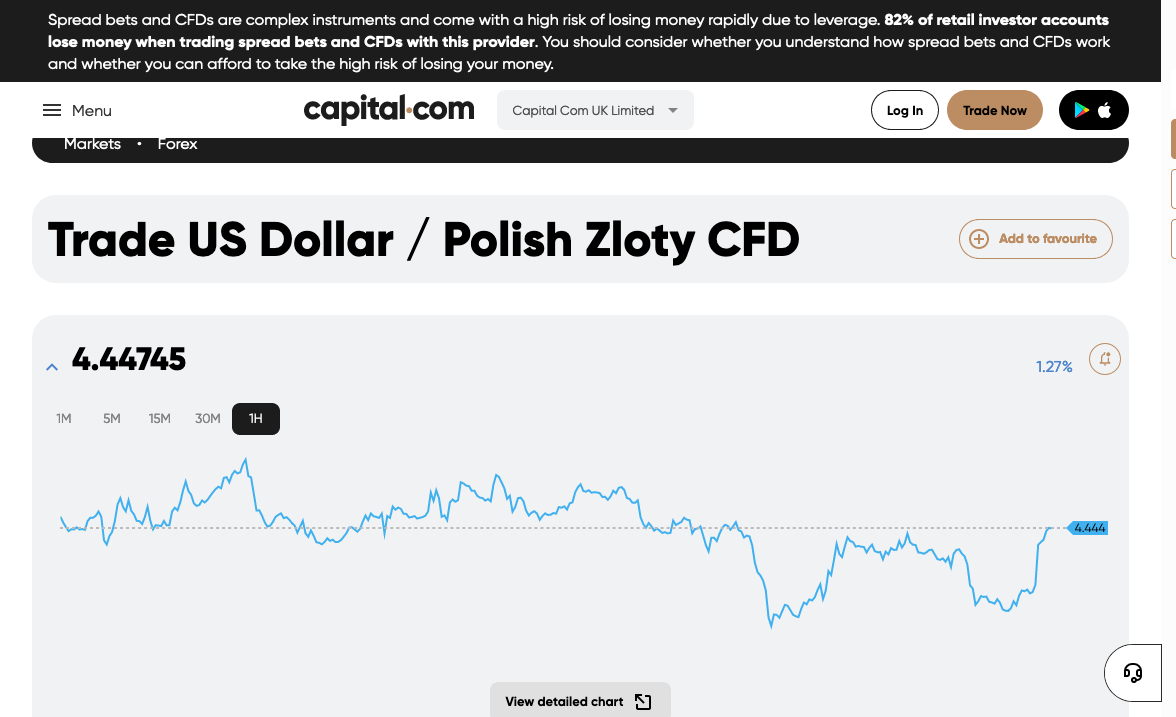 Spread bets and CFDs are complex instruments and come with a high risk of losing money rapidly due to leverage. 82% of retail investor accounts
lose money when trading spread bets and CFDs with this provider. You should consider whether you understand how spread bets and CFDs work
and whether you can afford to take the high risk of losing your money.
Menu
capital.com
Capital Com UK Limited
Log In
Trade Now
Markets • Forex
Trade US Dollar / Polish Zloty CFD
Add to favourite
4.44745
1.27%
1M 5M 15M 30M 1H
4.444
View detailed chart